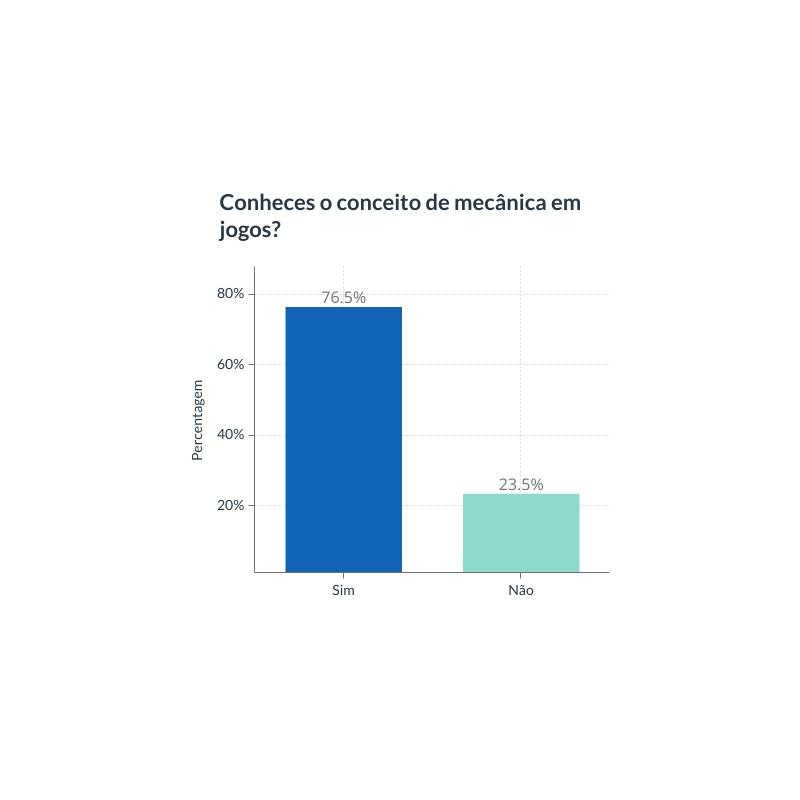 Conheces o conceito de mecânica em
jogos?
80%
76.5%
60%
Percentagem
40%
23.5%
20%
Sim
Não